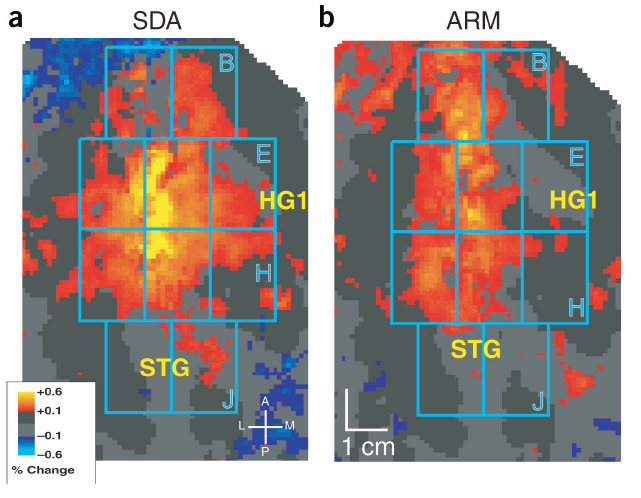 a
SDA
b
ARM
B
E
HG1
H
STG
J
B
E
HG1
H
STG
J
+0.6
+0.1
−0.1
−0.6
% Change
A
L
M
P
1 cm